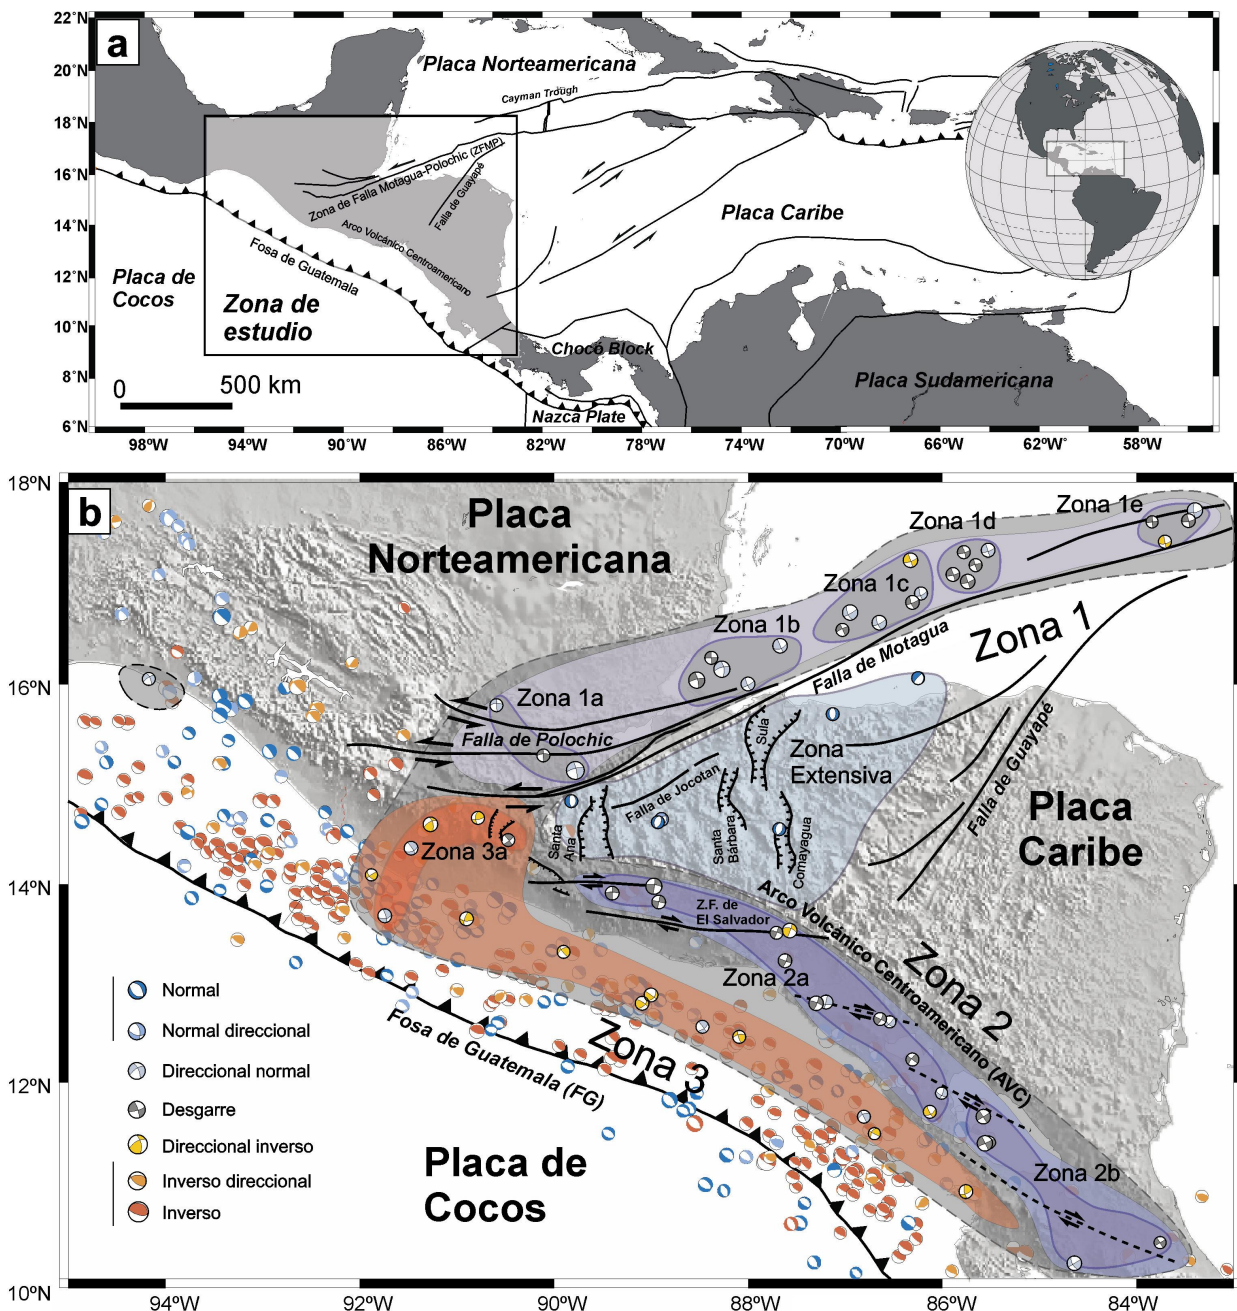 a
22°N
20°N
18°N
16°N
14°N
12°N
10°N
8°N
6°N
Placa Norteamericana
Cayman Trough
Zona de Falla Motagua-Polochic (ZFMP)
Falla de Guayapé
Arco Volcánico Centroamericano
Fosa de Guatemala
Placa Caribe
Placa de
Cocos
Zona de
estudio
Chocó Block
Placa Sudamericana
Nazca Plate
0 500 km
98°W 94°W 90°W 86°W 82°W 78°W 74°W 70°W 66°W 62°W 58°W
b
18°N
16°N
14°N
12°N
10°N
Placa
Norteamericana
Zona 1e
Zona 1d
Zona 1c
Zona 1b
Zona 1
Zona 1a
Falla de Motagua
Falla de Polochic
Sula
Zona
Extensiva
Falla de Guayapé
Falla de Jocotan
Placa
Caribe
Santa
Ana
Santa
Bárbara
Comayagua
Zona 3a
Z.F. de
El Salvador
Arco Volcánico Centroamericano (AVC)
Zona 2
Zona 2a
Zona 3
Fosa de Guatemala (FG)
Zona 2b
Placa de
Cocos
Normal
Normal direccional
Direccional normal
Desgarre
Direccional inverso
Inverso direccional
Inverso
94°W 92°W 90°W 88°W 86°W 84°W